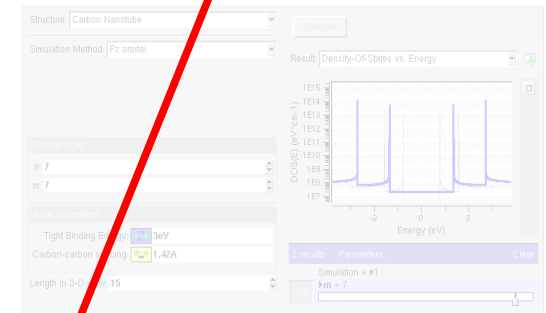 Structure: Carbon Nanotube
Simulation Method: Pz orbital
Chirality (n,m)
n: 7
m: 7
Model parameters
Tight Binding Energy: 3eV
Carbon-carbon spacing: 1.42A
Length in 3-D view: 15
Simulate
Result: Density-Of-States vs. Energy
1E15
1E14
1E13
1E12
1E11
1E10
1E9
1E8
1E7
DOS(E) (eV*cm-1)
-2 0 2
Energy (eV)
2 results Parameters... Clear
Simulation = #1
All
m = 7